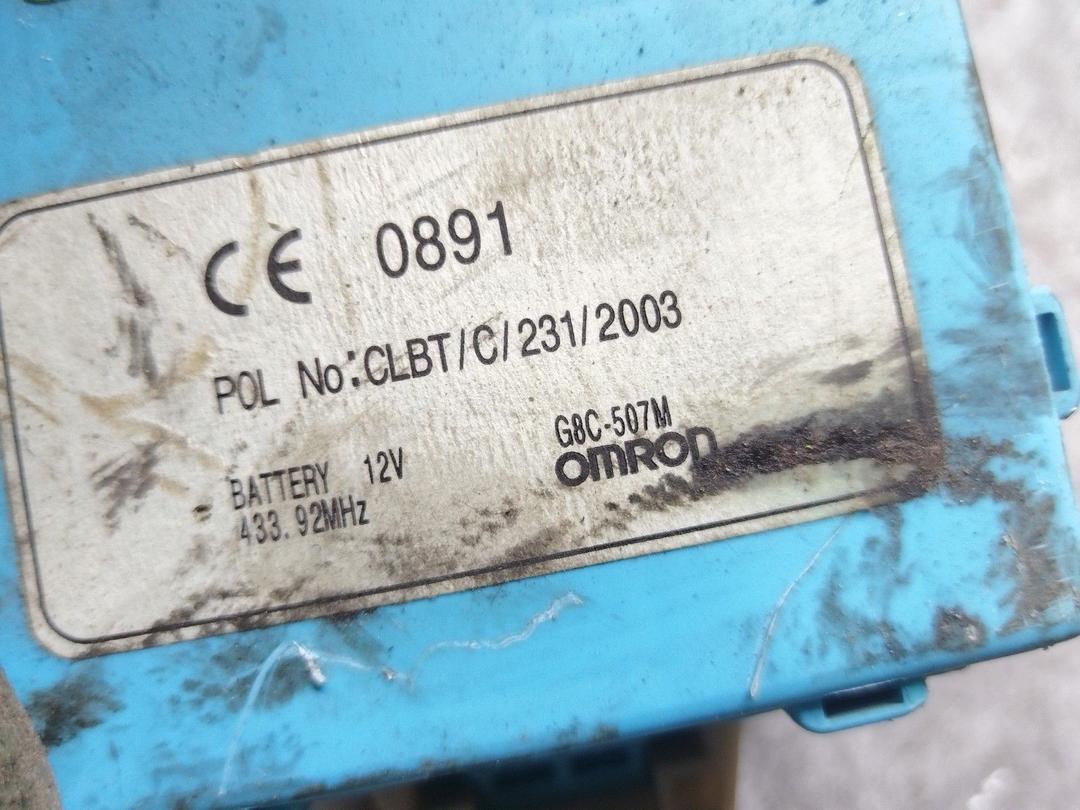 CE 0891
POL No:CLBT/C/231/2003
BATTERY 12V
433.92MHz
G8C-507M
OMRON